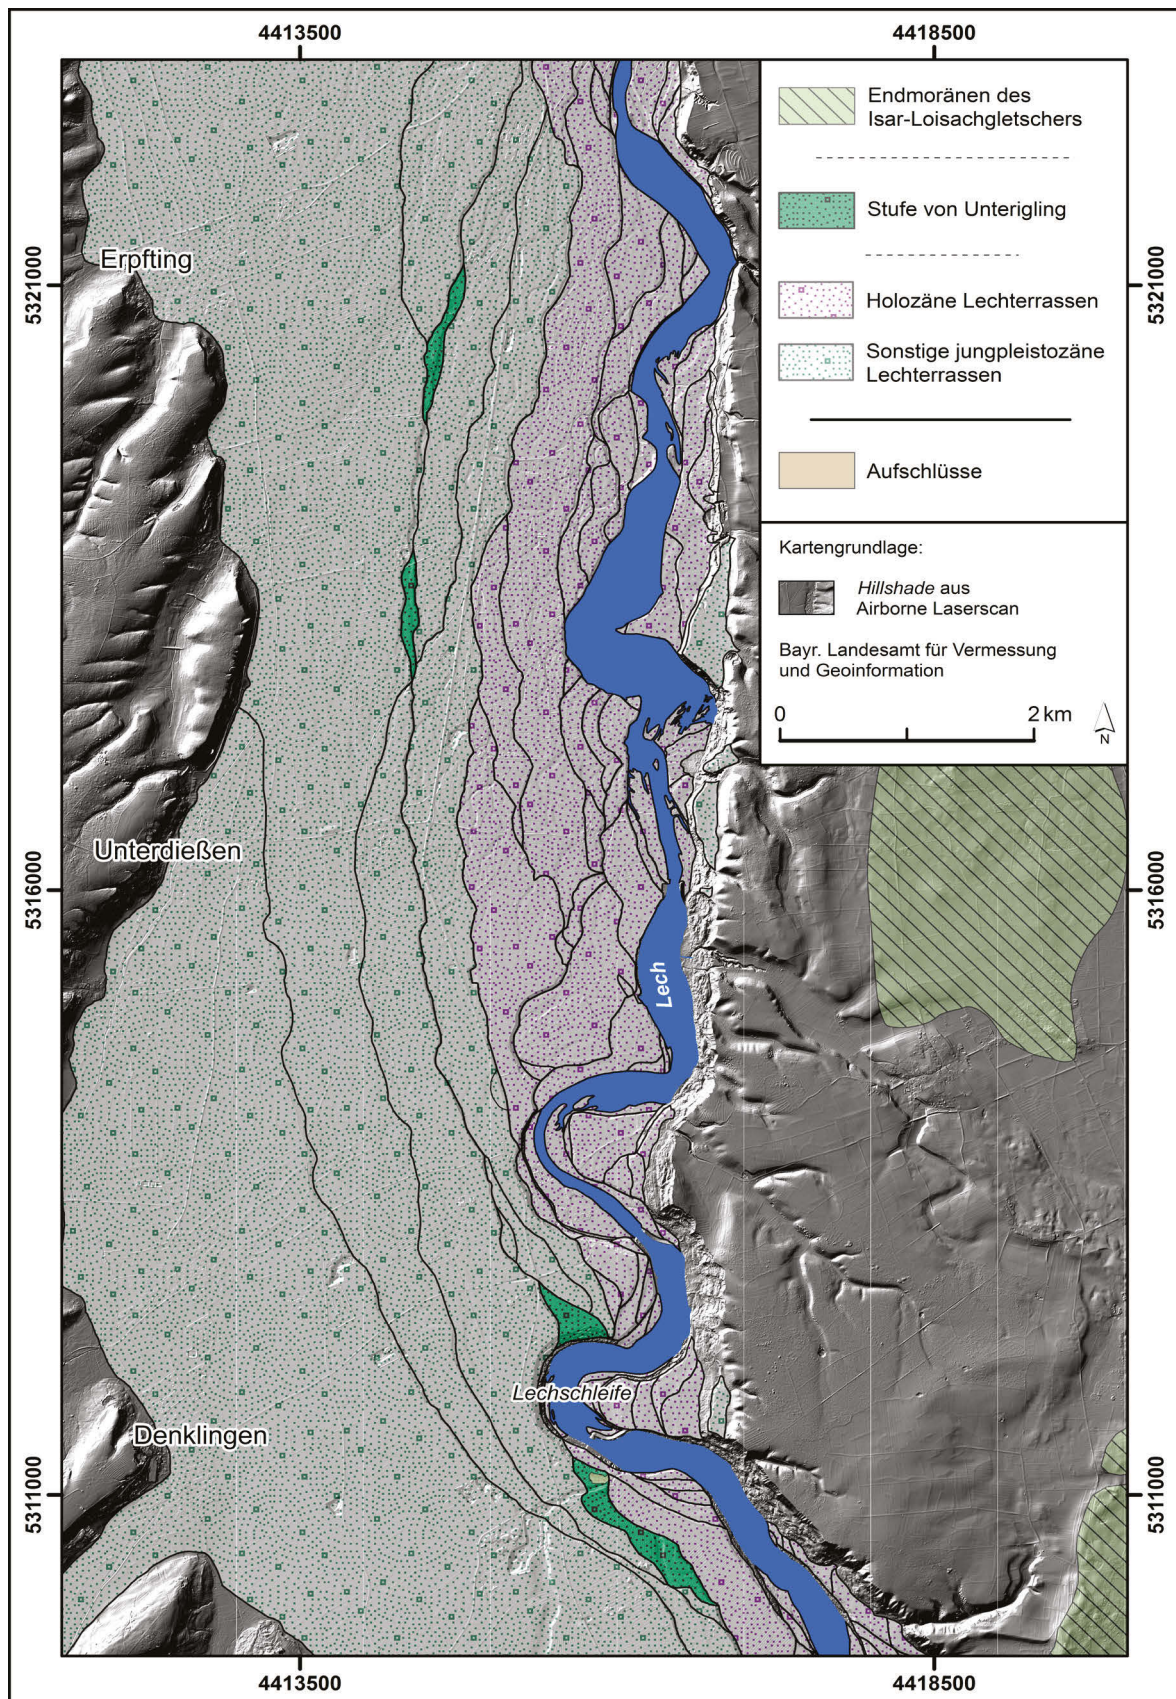 4413500
4418500
Endmoränen des
Isar-Loisachgletschers
Stufe von Unterigling
Holozäne Lechterrassen
Sonstige jungpleistozäne
Lechterrassen
Aufschlüsse
Kartengrundlage:
Hillshade aus
Airborne Laserscan
Bayr. Landesamt für Vermessung
und Geoinformation
0
2 km
N
Erpfting
5321000
5321000
Unterdießen
5316000
5316000
Lech
Lechschleife
Denklingen
5311000
5311000
4413500
4418500